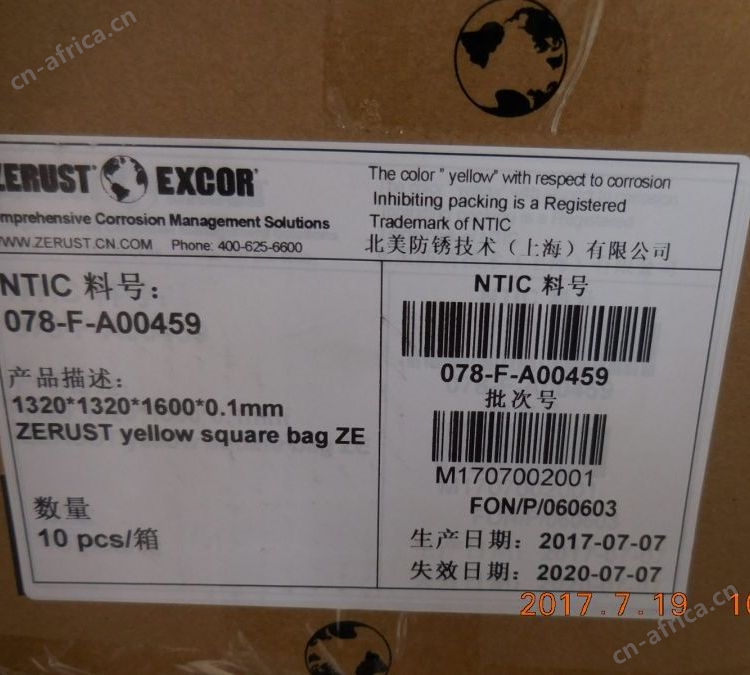 cn-africa.cn
ZERUST EXCOR
Comprehensive Corrosion Management Solutions
WWW.ZERUST.CN.COM Phone: 400-625-6600
The color " yellow" with respect to corrosion
Inhibiting packing is a Registered
Trademark of NTIC
北美防锈技术（上海）有限公司
NTIC 料号：
078-F-A00459
产品描述：
1320*1320*1600*0.1mm
ZERUST yellow square bag ZE
数量
10 pcs/箱
NTIC 料号
078-F-A00459
批次号
M1707002001
FON/P/060603
生产日期： 2017-07-07
失效日期： 2020-07-07
2017.7.19
cn-africa.cn